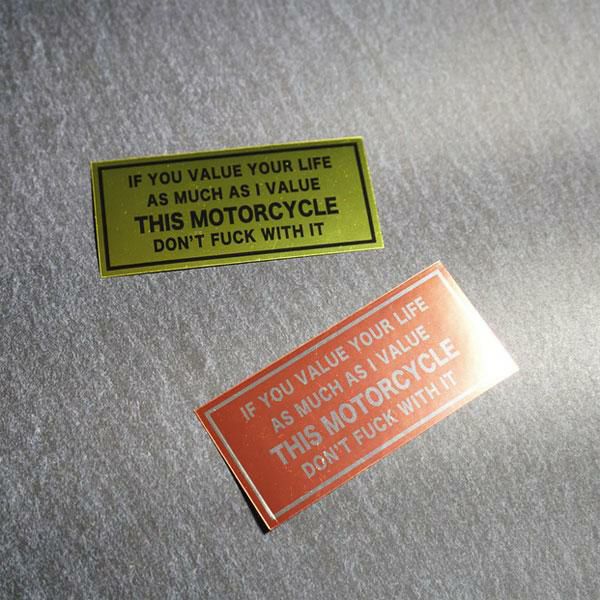 IF YOU VALUE YOUR LIFE
AS MUCH AS I VALUE
THIS MOTORCYCLE
DON'T FUCK WITH IT
IF YOU VALUE YOUR LIFE
AS MUCH AS I VALUE
THIS MOTORCYCLE
DON'T FUCK WITH IT